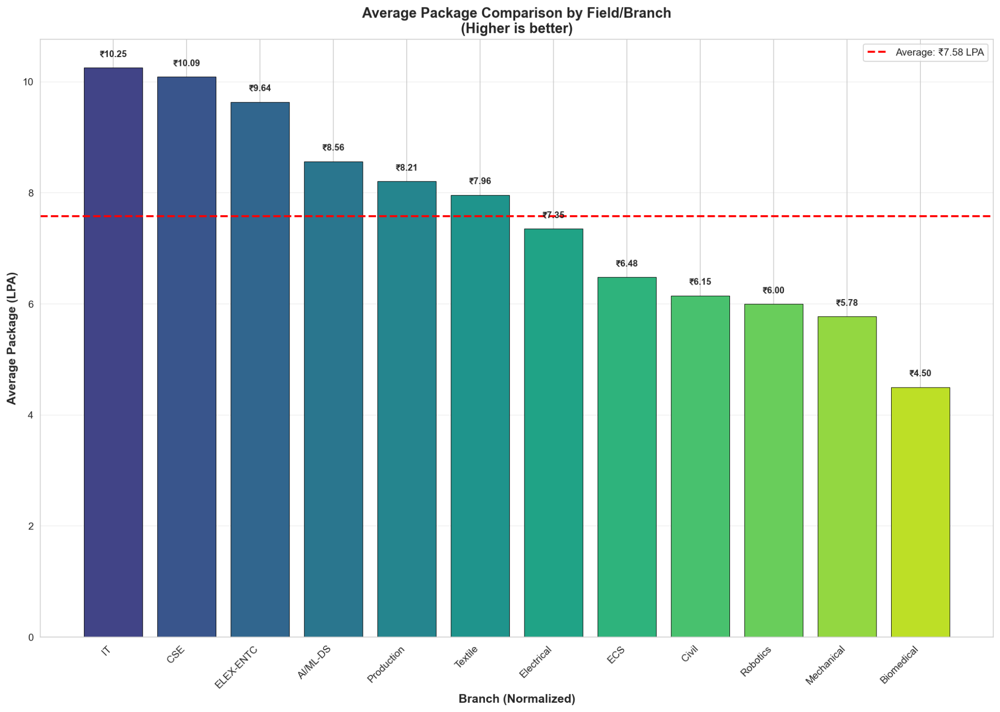 Average Package Comparison by Field/Branch
(Higher is better)
Average: ₹7.58 LPA
₹10.25
₹10.09
₹9.64
₹8.56
₹8.21
₹7.96
₹7.35
₹6.48
₹6.15
₹6.00
₹5.78
₹4.50
Average Package (LPA)
10
8
6
4
2
0
IT
CSE
ELEX-ENTC
AI/ML-DS
Production
Textile
Electrical
ECS
Civil
Robotics
Mechanical
Biomedical
Branch (Normalized)